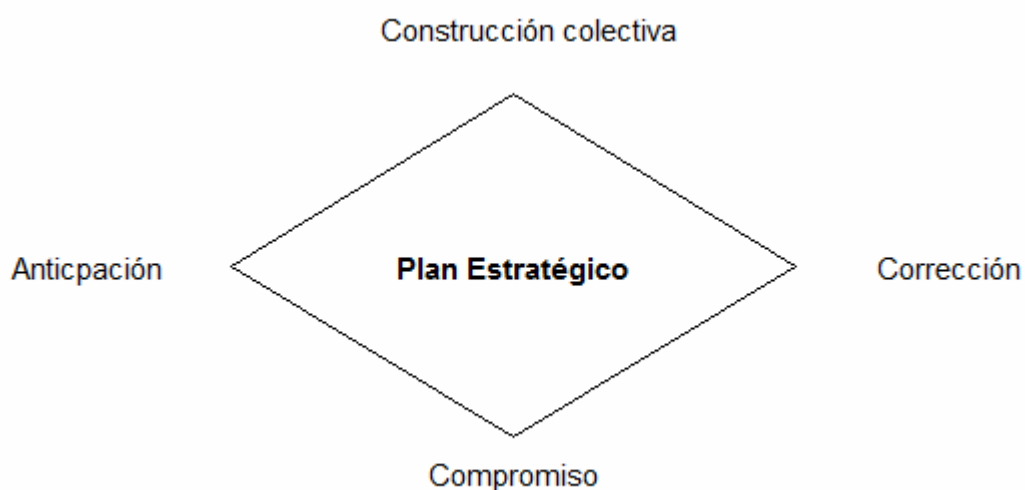 Construcción colectiva
Anticpación
Plan Estratégico
Corrección
Compromiso